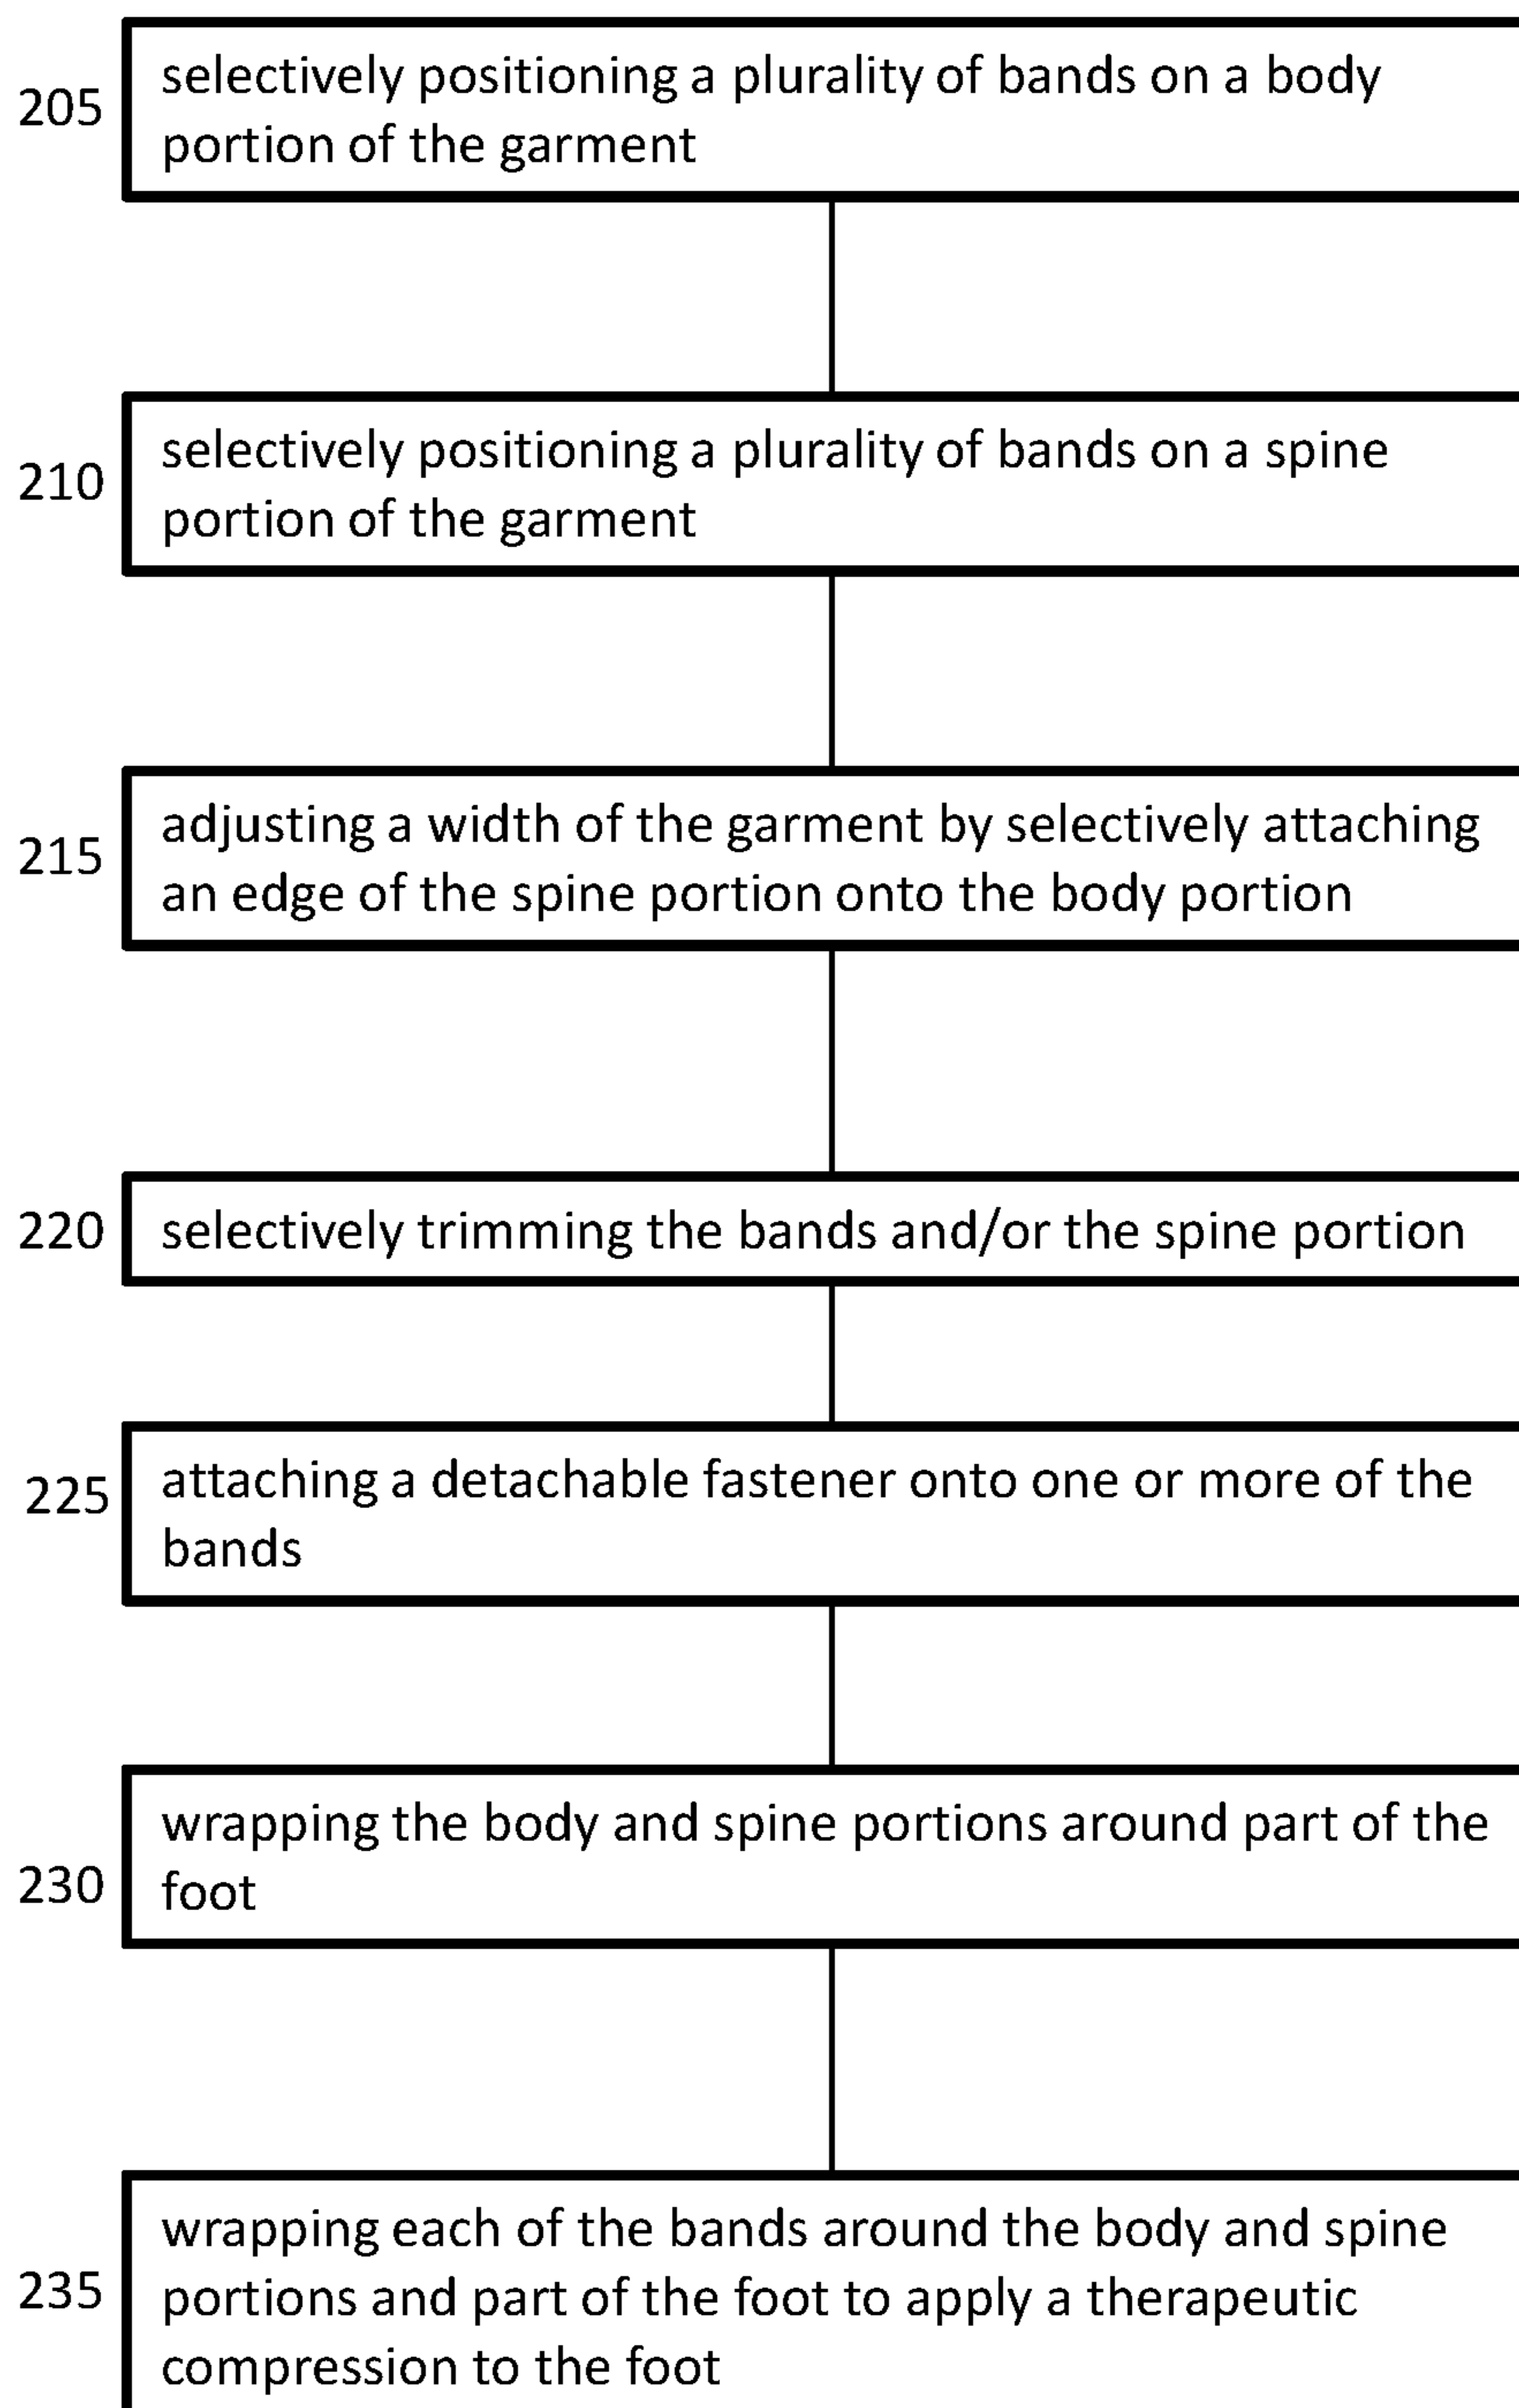 205
selectively positioning a plurality of bands on a body
portion of the garment
210
selectively positioning a plurality of bands on a spine
portion of the garment
215
adjusting a width of the garment by selectively attaching
an edge of the spine portion onto the body portion
220
selectively trimming the bands and/or the spine portion
225
attaching a detachable fastener onto one or more of the
bands
230
wrapping the body and spine portions around part of the
foot
235
wrapping each of the bands around the body and spine
portions and part of the foot to apply a therapeutic
compression to the foot